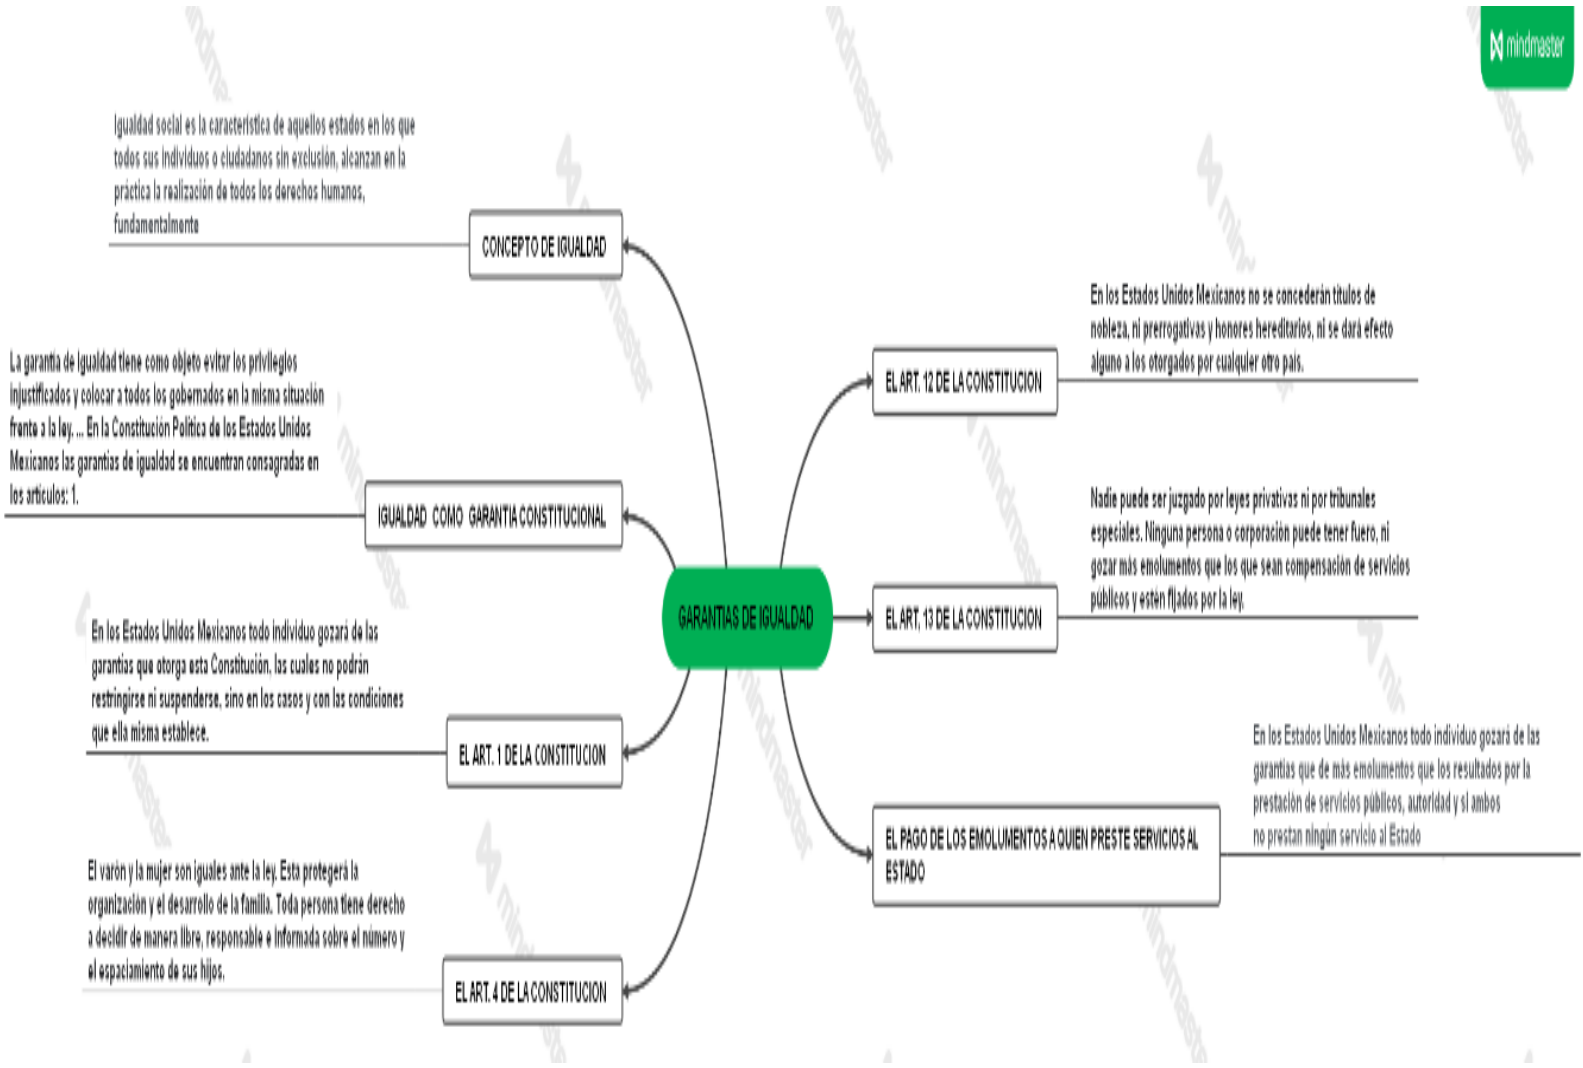 mindmaster
Igualdad social es la característica de aquellos estados en los que
todos sus individuos o ciudadanos sin exclusión, alcanzan en la
práctica la realización de todos los derechos humanos,
fundamentalmente
CONCEPTO DE IGUALDAD
La garantía de igualdad tiene como objeto evitar los privilegios
injustificados y colocar a todos los gobernados en la misma situación
frente a la ley. ... En la Constitución Política de los Estados Unidos
Mexicanos las garantías de igualdad se encuentran consagradas en
los artículos: 1.
IGUALDAD COMO GARANTIA CONSTITUCIONAL
En los Estados Unidos Mexicanos todo individuo gozará de las
garantías que otorga esta Constitución, las cuales no podrán
restringirse ni suspenderse, sino en los casos y con las condiciones
que ella misma establece.
EL ART. 1 DE LA CONSTITUCION
El varón y la mujer son iguales ante la ley. Esta protegerá la
organización y el desarrollo de la familia. Toda persona tiene derecho
a decidir de manera libre, responsable e informada sobre el número y
el espaciamiento de sus hijos.
EL ART. 4 DE LA CONSTITUCION
GARANTIAS DE IGUALDAD
En los Estados Unidos Mexicanos no se concederán títulos de
nobleza, ni prerrogativas y honores hereditarios, ni se dará efecto
alguno a los otorgados por cualquier otro país.
EL ART. 12 DE LA CONSTITUCION
Nadie puede ser juzgado por leyes privativas ni por tribunales
especiales. Ninguna persona o corporación puede tener fuero, ni
gozar más emolumentos que los que sean compensación de servicios
públicos y estén fijados por la ley.
EL ART, 13 DE LA CONSTITUCION
En los Estados Unidos Mexicanos todo individuo gozará de las
garantías que de más emolumentos que los resultados por la
prestación de servicios públicos, autoridad y si ambos
no prestan ningún servicio al Estado
EL PAGO DE LOS EMOLUMENTOS A QUIEN PRESTE SERVICIOS AL
ESTADO